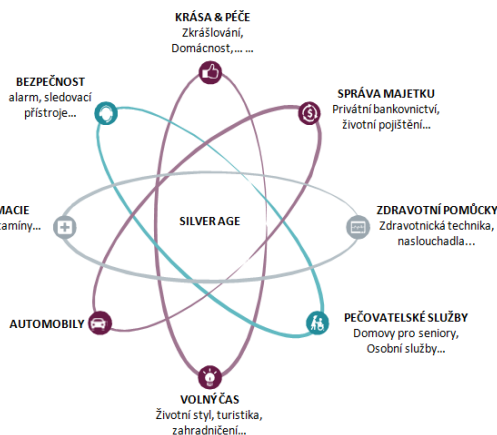 KRÁSA & PÉČE
Zkrášlování,
Domácnost,... ...
BEZPEČNOST
alarm, sledovací
přístroje...
SPRÁVA MAJETKU
Privátní bankovnictví,
životní pojištění...
MACIE
tamíny...
SILVER AGE
ZDRAVOTNÍ POMŮCKY
Zdravotnická technika,
naslouchadla...
AUTOMOBILY
PEČOVATELSKÉ SLUŽBY
Domovy pro seniory,
Osobní služby...
VOLNÝ ČAS
Životní styl, turistika,
zahradničení...